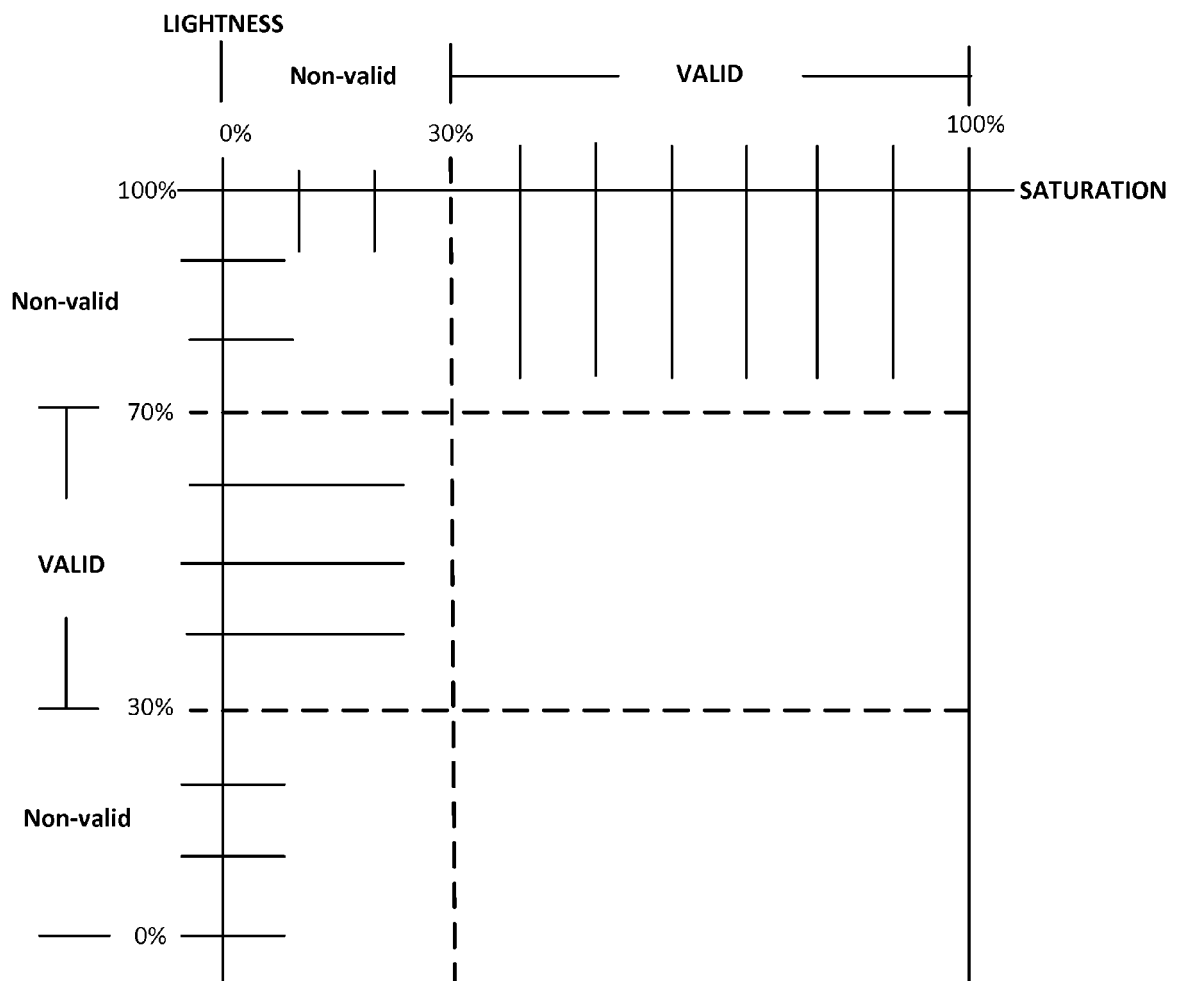 LIGHTNESS
Non-valid
VALID
0%
30%
100%
100%
SATURATION
Non-valid
70%
VALID
30%
Non-valid
0%